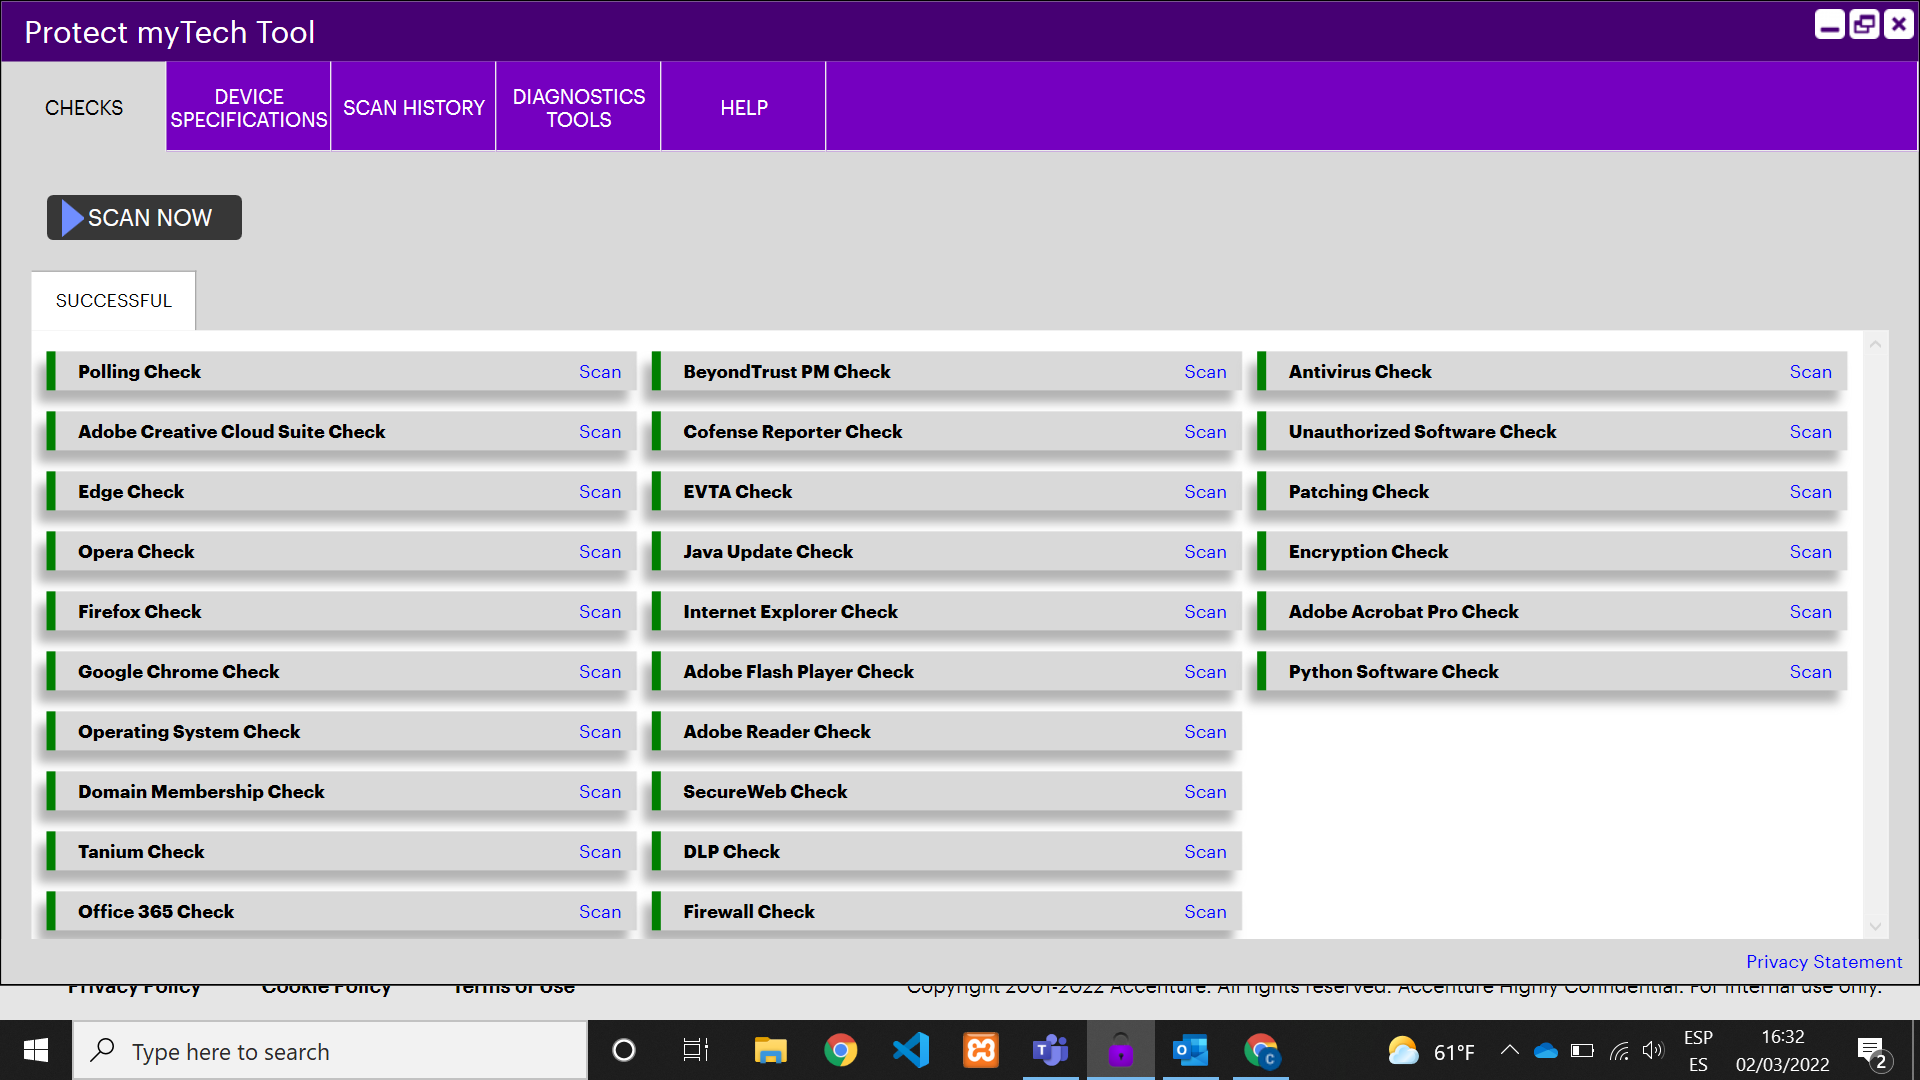 Protect myTech Tool
CHECKS
DEVICE
SPECIFICATIONS
SCAN HISTORY
DIAGNOSTICS
TOOLS
HELP
SCAN NOW
SUCCESSFUL
Polling Check Scan
BeyondTrust PM Check Scan
Antivirus Check Scan
Adobe Creative Cloud Suite Check Scan
Cofense Reporter Check Scan
Unauthorized Software Check Scan
Edge Check Scan
EVTA Check Scan
Patching Check Scan
Opera Check Scan
Java Update Check Scan
Encryption Check Scan
Firefox Check Scan
Internet Explorer Check Scan
Adobe Acrobat Pro Check Scan
Google Chrome Check Scan
Adobe Flash Player Check Scan
Python Software Check Scan
Operating System Check Scan
Adobe Reader Check Scan
Domain Membership Check Scan
SecureWeb Check Scan
Tanium Check Scan
DLP Check Scan
Office 365 Check Scan
Firewall Check Scan
Privacy Statement
Privacy Policy Cookie Policy Terms of Use Copyright 2001-2022 Accenture. All rights reserved. Accenture Highly Confidential. For internal use only.
Type here to search
61°F
ESP
ES
16:32
02/03/2022
2